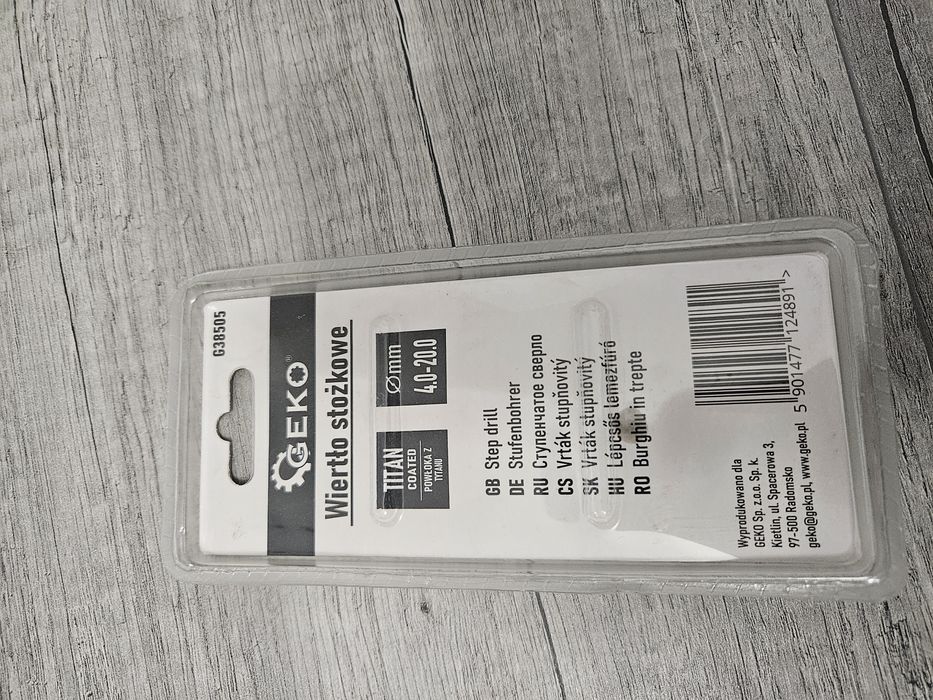 G38505
GEKO®
Wiertło stożkowe
TITAN
COATED
POWŁOKA Z
TYTANU
Ømm
4.0-20.0
GB Step drill
DE Stufenbohrer
RU Ступенчатое сверло
CS Vrták stupňovitý
SK Vrták stupňovitý
HU Lépcsős lemezfúró
RO Burghiu in trepte
Wyprodukowano dla
GEKO Sp. z.o.o. Sp. k.
Kietlin, ul. Spacerowa 3,
97-500 Radomsko
geko@geko.pl, www.geko.pl
5 901477 124891 >